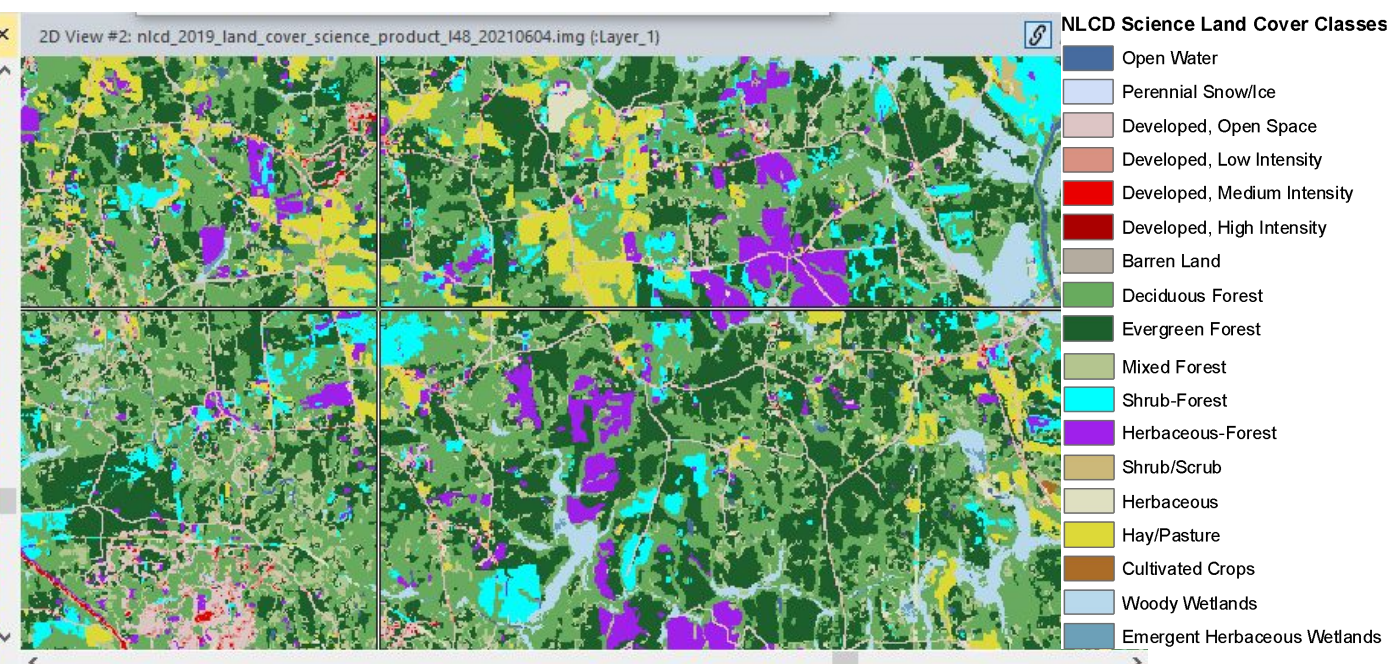 2D View #2: nlcd_2019_land_cover_science_product_l48_20210604.img (:Layer_1)
NLCD Science Land Cover Classes
Open Water
Perennial Snow/Ice
Developed, Open Space
Developed, Low Intensity
Developed, Medium Intensity
Developed, High Intensity
Barren Land
Deciduous Forest
Evergreen Forest
Mixed Forest
Shrub-Forest
Herbaceous-Forest
Shrub/Scrub
Herbaceous
Hay/Pasture
Cultivated Crops
Woody Wetlands
Emergent Herbaceous Wetlands